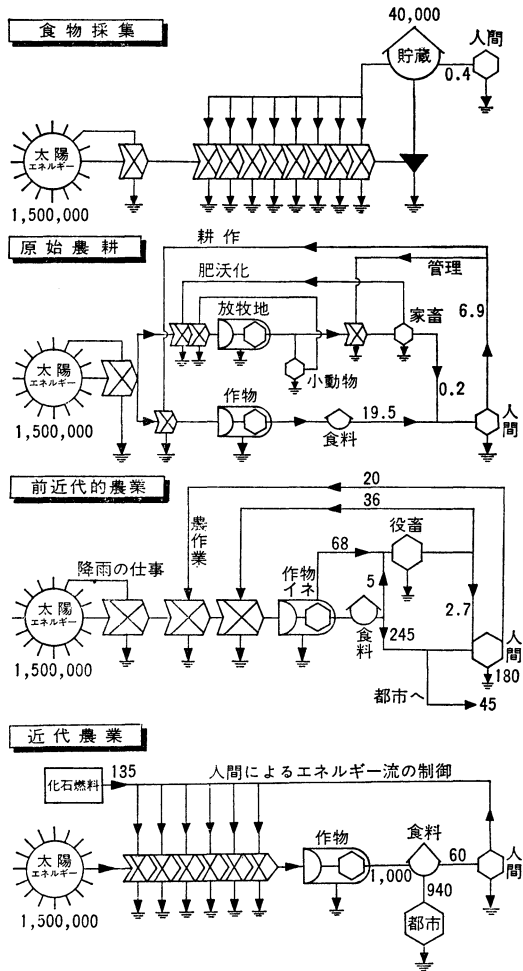 食物採集
40,000
貯蔵
人間
0.4
太陽
エネルギー
1,500,000
原始農耕
耕作
肥沃化
管理
放牧地
家畜
6.9
小動物
太陽
エネルギー
0.2
作物
19.5
食料
人間
1,500,000
前近代的農業
20
36
農作業
役畜
68
作物
イネ
降雨の仕事
5
2.7
太陽
エネルギー
食料
245
人間
180
1,500,000
都市へ
45
近代農業
化石燃料
135
人間によるエネルギー流の制御
作物
食料
太陽
エネルギー
60
人間
1,000
940
都市
1,500,000